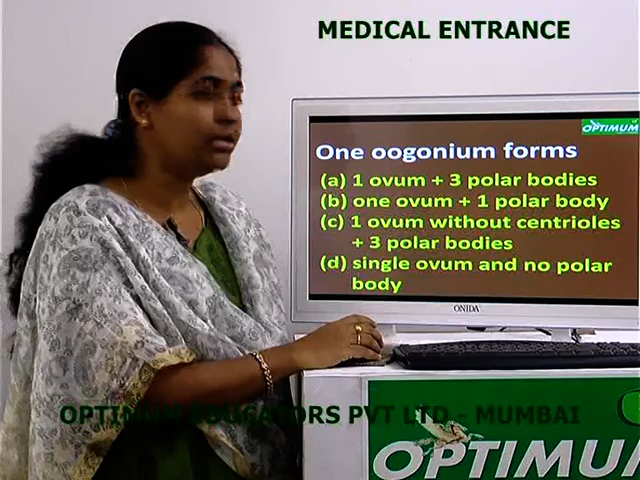 MEDICAL ENTRANCE
OPTIMUM
One oogonium forms
(a) 1 ovum + 3 polar bodies
(b) one ovum + 1 polar body
(c) 1 ovum without centrioles
+ 3 polar bodies
(d) single ovum and no polar
body
ONIDA
OPTIMUM EDUCATORS PVT LTD - MUMBAI
OPTIMUM